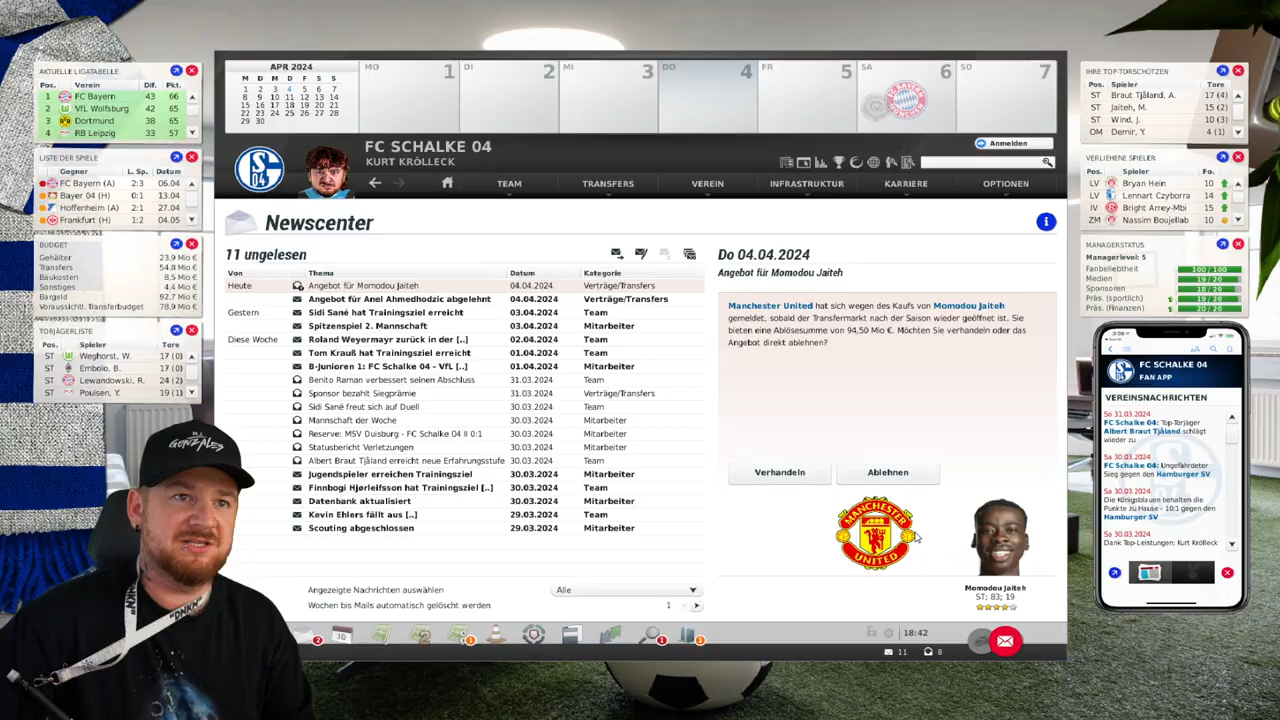 AKTUELLE LIGATABELLE
Pos. Verein Dif. Pkt.
1 FC Bayern 43 66
2 VfL Wolfsburg 42 65
3 Dortmund 38 65
4 RB Leipzig 33 57
LISTE DER SPIELE
Gegner L. Sp. Datum
FC Bayern (A) 2:3 06.04
Bayer 04 (H) 0:1 13.04
Hoffenheim (A) 2:1 27.04
Frankfurt (H) 1:2 04.05
BUDGET
Gehälter 23,9 Mio €
Transfers 54,8 Mio €
Baukosten 8,5 Mio €
Sonstiges 4,4 Mio €
Bargeld 92,7 Mio €
Voraussichtl. Transferbudget 78,9 Mio €
TORJÄGERLISTE
Pos. Spieler Tore
ST Weghorst, W. 17 (0)
ST Embolo, B. 17 (0)
ST Lewandowski, R. 24 (2)
ST Poulsen, Y. 19 (1)
APR 2024
M D M D F S S
1 2 3 4 5 6 7
8 9 10 11 12 13 14
15 16 17 18 19 20 21
22 23 24 25 26 27 28
29 30
MO 1 DI 2 MI 3 DO 4 FR 5 SA 6 SO 7
FC SCHALKE 04
KURT KRÖLLECK
Anmelden
TEAM TRANSFERS VEREIN INFRASTRUKTUR KARRIERE OPTIONEN
Newscenter
11 ungelesen
Von Thema Datum Kategorie
Heute Angebot für Momodou Jaiteh 04.04.2024 Verträge/Transfers
Angebot für Anel Ahmedhodzic abgelehnt 04.04.2024 Verträge/Transfers
Gestern Sidi Sané hat Trainingsziel erreicht 03.04.2024 Team
Spitzenspiel 2. Mannschaft 03.04.2024 Mitarbeiter
Diese Woche Roland Weyermayr zurück in der [..] 02.04.2024 Team
Tom Krauß hat Trainingsziel erreicht 01.04.2024 Team
B-Junioren 1: FC Schalke 04 - VfL [..] 01.04.2024 Mitarbeiter
Benito Raman verbessert seinen Abschluss 31.03.2024 Team
Sponsor bezahlt Siegprämie 31.03.2024 Verträge/Transfers
Sidi Sané freut sich auf Duell 30.03.2024 Team
Mannschaft der Woche 30.03.2024 Mitarbeiter
Reserve: MSV Duisburg - FC Schalke 04 II 0:1 30.03.2024 Mitarbeiter
Statusbericht Verletzungen 30.03.2024 Mitarbeiter
Albert Braut Tjåland erreicht neue Erfahrungsstufe 30.03.2024 Team
Jugendspieler erreichen Trainingsziel 30.03.2024 Mitarbeiter
Finnbogi Hjørleifsson hat Trainingsziel [..] 30.03.2024 Team
Datenbank aktualisiert 30.03.2024 Mitarbeiter
Kevin Ehlers fällt aus [..] 29.03.2024 Team
Scouting abgeschlossen 29.03.2024 Mitarbeiter
Angezeigte Nachrichten auswählen Alle
Wochen bis Mails automatisch gelöscht werden 1
Do 04.04.2024
Angebot für Momodou Jaiteh
Manchester United hat sich wegen des Kaufs von Momodou Jaiteh
gemeldet, sobald der Transfermarkt nach der Saison wieder geöffnet ist. Sie
bieten eine Ablösesumme von 94,50 Mio €. Möchten Sie verhandeln oder das
Angebot direkt ablehnen?
Verhandeln Ablehnen
MANCHESTER
UNITED
Momodou Jaiteh
ST; 83; 19
2 30 2 1 1 1
18:42
11 8
IHRE TOP-TORSCHÜTZEN
Pos. Spieler Tore
ST Braut Tjåland, A. 17 (4)
ST Jaiteh, M. 15 (2)
ST Wind, J. 10 (3)
OM Demir, Y. 4 (1)
VERLIEHENE SPIELER
Pos. Spieler Fo.
LV Bryan Hein 10
LV Lennart Czyborra 14
IV Bright Arrey-Mbi 15
ZM Nassim Boujellab 10
MANAGERSTATUS
Managerlevel: 5
Fanbeliebtheit 100 / 100
Medien 19 / 20
Sponsoren 18 / 20
Präs. (sportlich) 19 / 20
Präs. (Finanzen) 20 / 20
FC SCHALKE 04
FAN APP
VEREINSNACHRICHTEN
So 31.03.2024
FC Schalke 04: Top-Torjäger
Albert Braut Tjåland schlägt
wieder zu
Sa 30.03.2024
FC Schalke 04: Ungefährdeter
Sieg gegen den Hamburger SV
Sa 30.03.2024
Die Königsblauen behalten die
Punkte zu Hause - 10:1 gegen den
Hamburger SV
Sa 30.03.2024
Dank Top-Leistungen: Kurt Krölleck
GONZALES